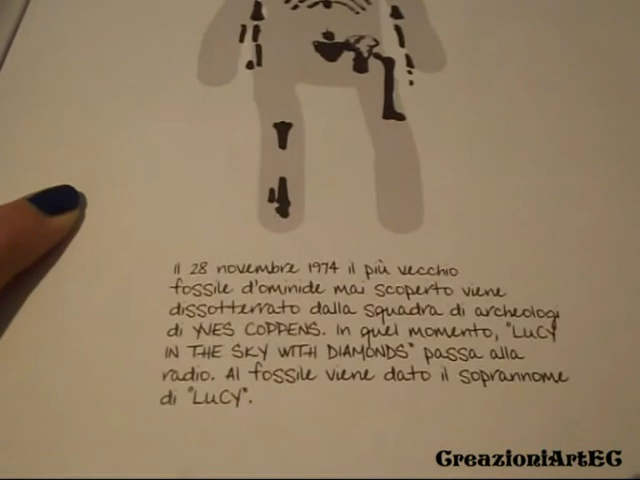 Il 28 novembre 1974 il più vecchio
fossile d'ominide mai scoperto viene
dissotterrato dalla squadra di archeologi
di YVES COPPENS. In quel momento, "LUCY
IN THE SKY WITH DIAMONDS" passa alla
radio. Al fossile viene dato il soprannome
di "LUCY".
CreazioniArtEC